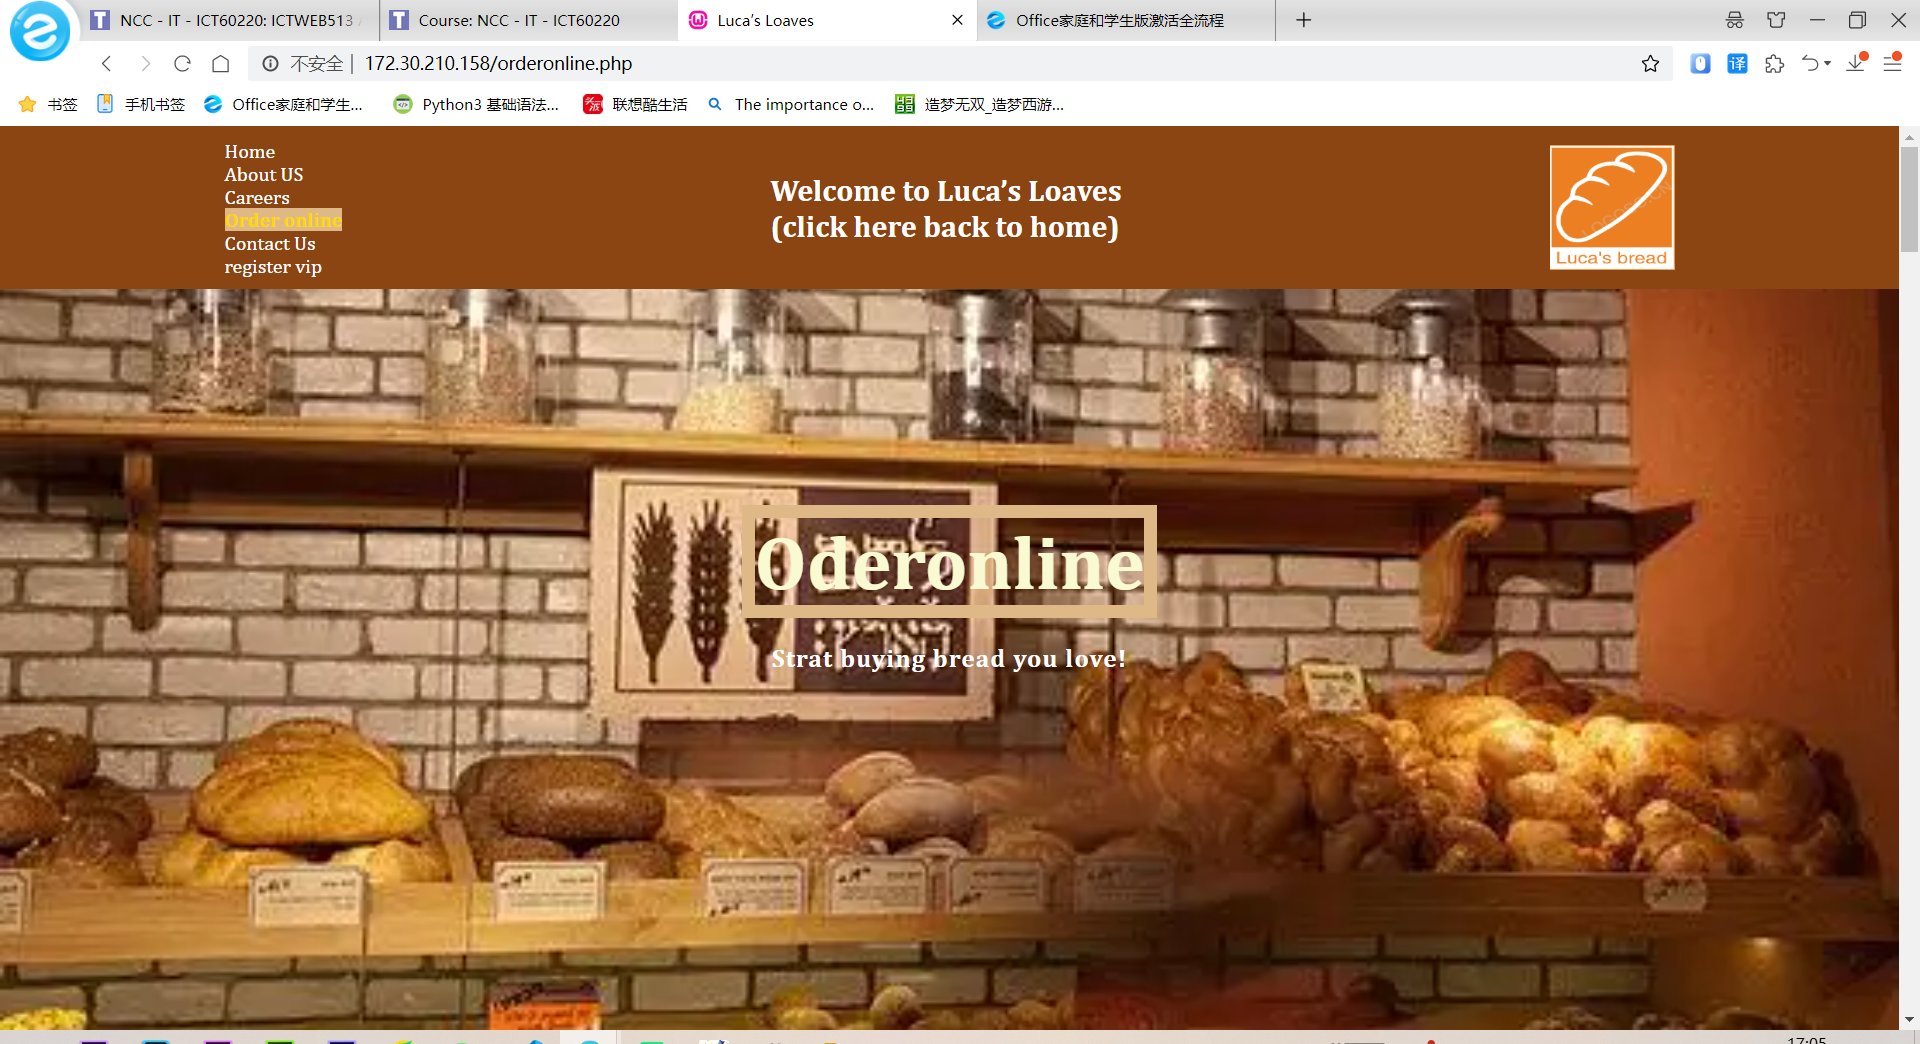 NCC - IT - ICT60220: ICTWEB513
Course: NCC - IT - ICT60220
Luca's Loaves
Office家庭和学生版激活全流程
不安全 | 172.30.210.158/orderonline.php
译
书签
手机书签
Office家庭和学生...
Python3 基础语法...
联想酷生活
The importance o...
造梦无双_造梦西游...
Home
About US
Careers
Order online
Contact Us
register vip
Welcome to Luca's Loaves
(click here back to home)
Luca's bread
Oderonline
Strat buying bread you love!
17:05